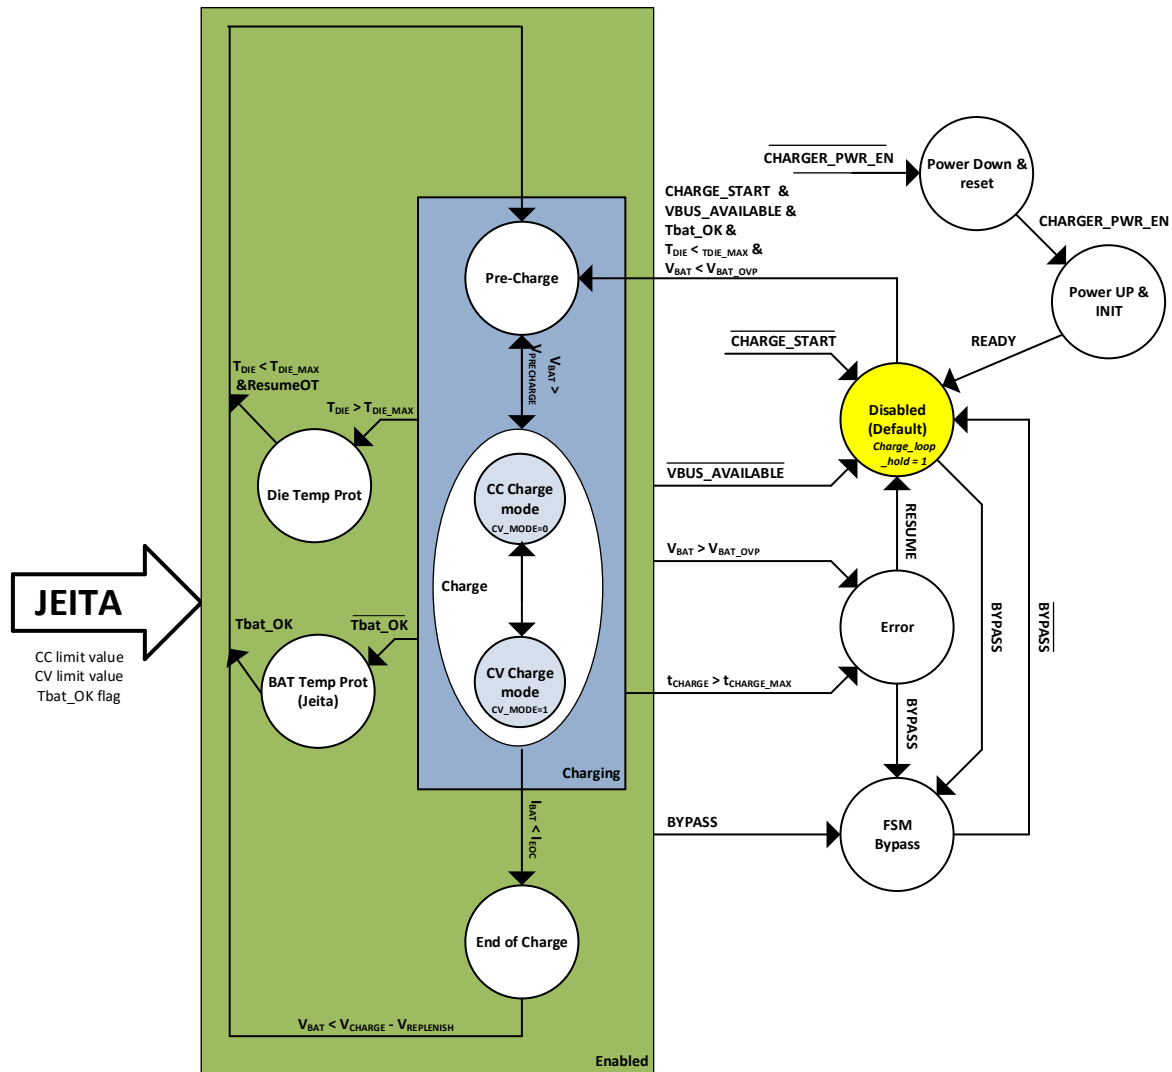 CHARGER_PWR_EN
Power Down &
reset
CHARGER_PWR_EN
Power UP &
INIT
READY
CHARGE_START &
VBUS_AVAILABLE &
Tbat_OK &
TDIE < TDIE_MAX &
VBAT < VBAT_OVP
Pre-Charge
CHARGE_START
VBAT >
VPRECHARGE
TDIE < TDIE_MAX
&ResumeOT
TDIE > TDIE_MAX
Die Temp Prot
Disabled
(Default)
Charge_loop
_hold = 1
VBUS_AVAILABLE
CC Charge
mode
CV_MODE=0
RESUME
VBAT > VBAT_OVP
Charge
JEITA
CC limit value
CV limit value
Tbat_OK flag
Tbat_OK
Tbat_OK
BAT Temp Prot
(Jeita)
CV Charge
mode
CV_MODE=1
Error
BYPASS
BYPASS
tCHARGE > tCHARGE_MAX
BYPASS
Charging
IBAT < IEOC
BYPASS
FSM
Bypass
End of Charge
VBAT < VCHARGE - VREPLENISH
Enabled